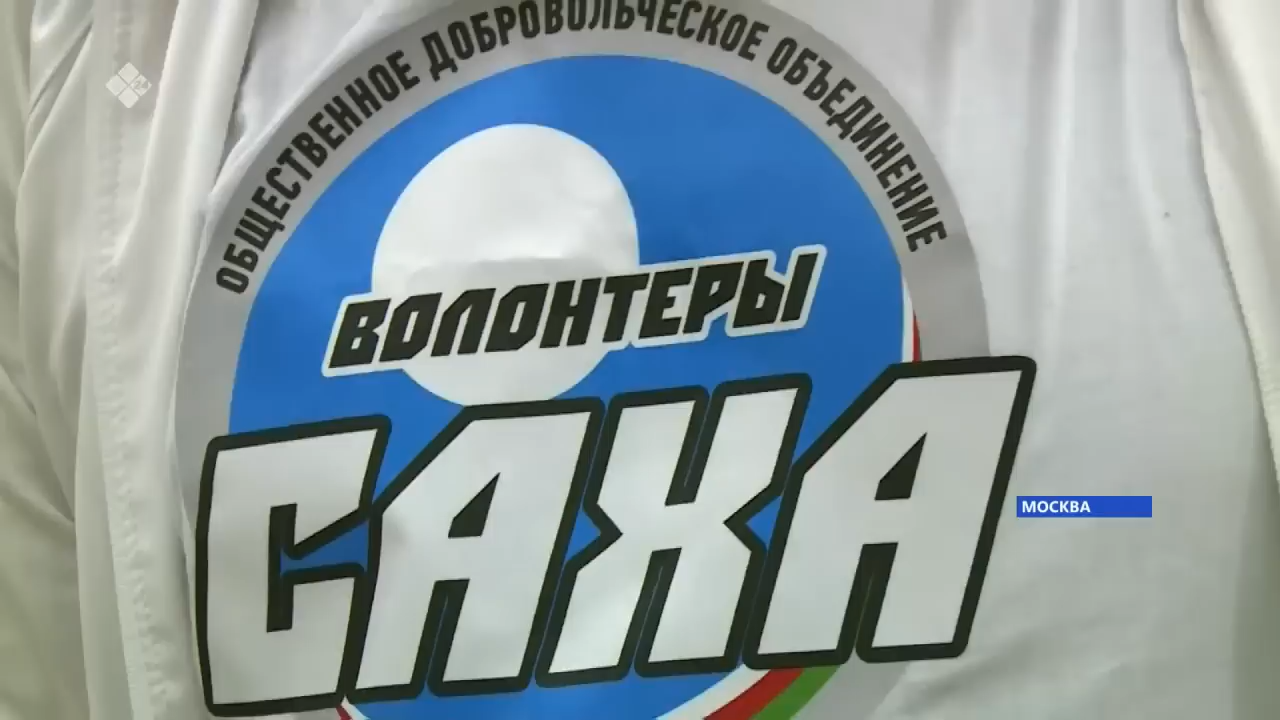 ОБЩЕСТВЕННОЕ ДОБРОВОЛЬЧЕСКОЕ ОБЪЕДИНЕНИЕ
ВОЛОНТЕРЫ
САХА
МОСКВА